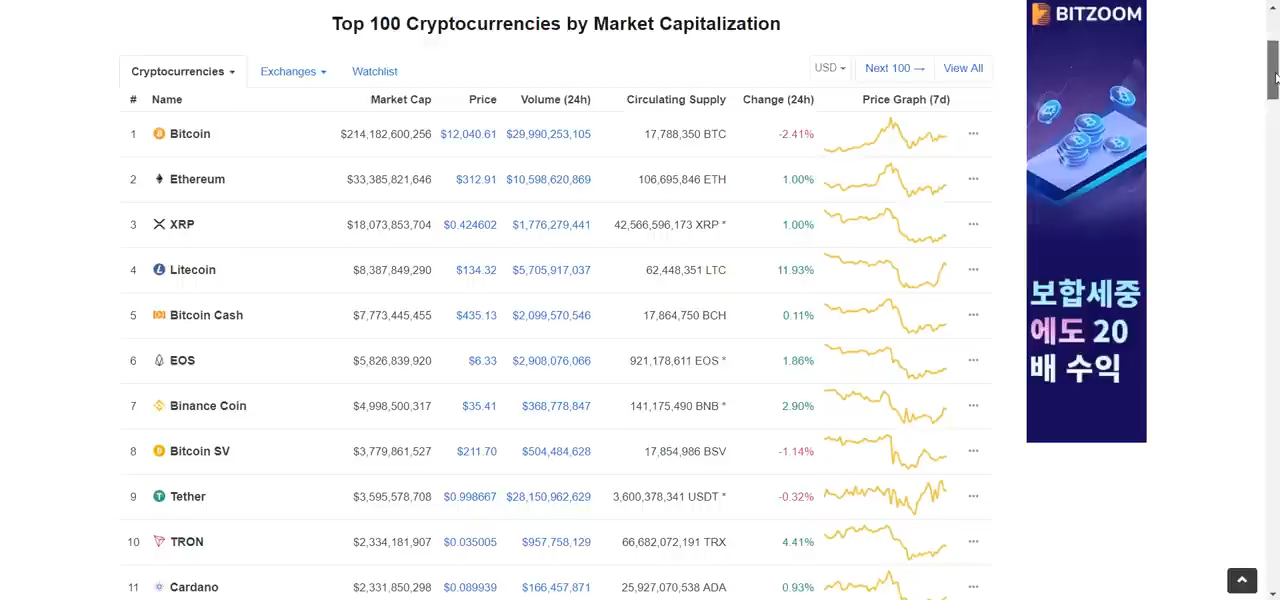 Top 100 Cryptocurrencies by Market Capitalization
Cryptocurrencies Exchanges Watchlist USD Next 100 → View All
# Name Market Cap Price Volume (24h) Circulating Supply Change (24h) Price Graph (7d)
1 Bitcoin $214,182,600,256 $12,040.61 $29,990,253,105 17,788,350 BTC -2.41%
2 Ethereum $33,385,821,646 $312.91 $10,598,620,869 106,695,846 ETH 1.00%
3 XRP $18,073,853,704 $0.424602 $1,776,279,441 42,566,596,173 XRP * 1.00%
4 Litecoin $8,387,849,290 $134.32 $5,705,917,037 62,448,351 LTC 11.93%
5 Bitcoin Cash $7,773,445,455 $435.13 $2,099,570,546 17,864,750 BCH 0.11%
6 EOS $5,826,839,920 $6.33 $2,908,076,066 921,178,611 EOS * 1.86%
7 Binance Coin $4,998,500,317 $35.41 $368,778,847 141,175,490 BNB * 2.90%
8 Bitcoin SV $3,779,861,527 $211.70 $504,484,628 17,854,986 BSV -1.14%
9 Tether $3,595,578,708 $0.998667 $28,150,962,629 3,600,378,341 USDT * -0.32%
10 TRON $2,334,181,907 $0.035005 $957,758,129 66,682,072,191 TRX 4.41%
11 Cardano $2,331,850,298 $0.089939 $166,457,871 25,927,070,538 ADA 0.93%
BITZOOM
보합세중
에도 20
배 수익